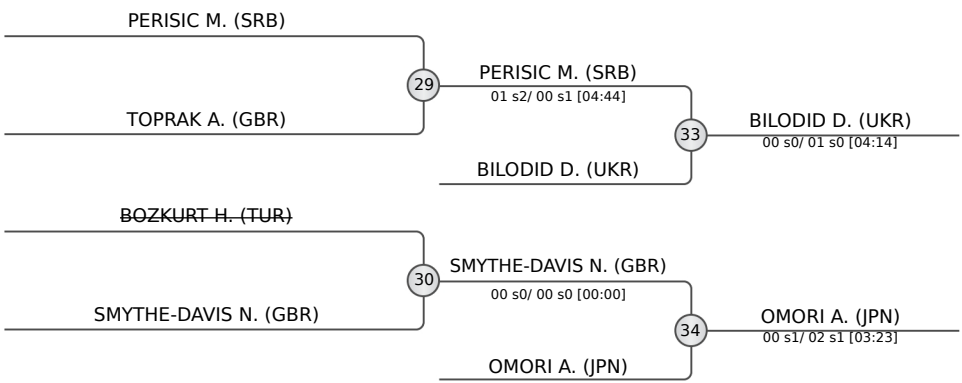 PERISIC M. (SRB)
29
TOPRAK A. (GBR)
PERISIC M. (SRB)
01 s2/ 00 s1 [04:44]
33
BILODID D. (UKR)
BILODID D. (UKR)
00 s0/ 01 s0 [04:14]
BOZKURT H. (TUR)
30
SMYTHE-DAVIS N. (GBR)
SMYTHE-DAVIS N. (GBR)
00 s0/ 00 s0 [00:00]
34
OMORI A. (JPN)
OMORI A. (JPN)
00 s1/ 02 s1 [03:23]